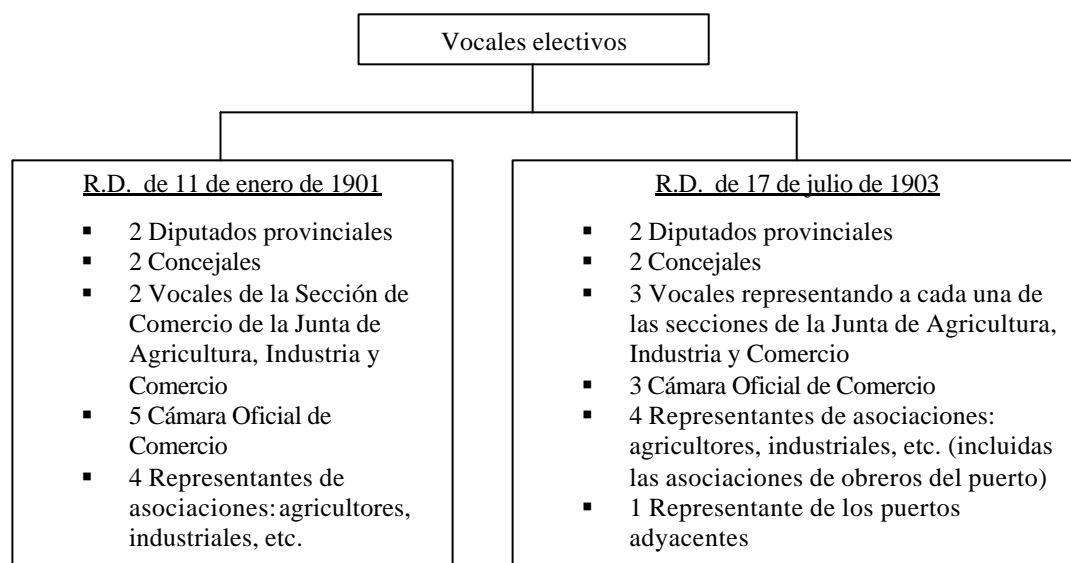 Vocales electivos
R.D. de 11 de enero de 1901
▪ 2 Diputados provinciales
▪ 2 Concejales
▪ 2 Vocales de la Sección de
Comercio de la Junta de
Agricultura, Industria y
Comercio
▪ 5 Cámara Oficial de
Comercio
▪ 4 Representantes de
asociaciones: agricultores,
industriales, etc.
R.D. de 17 de julio de 1903
▪ 2 Diputados provinciales
▪ 2 Concejales
▪ 3 Vocales representando a cada una de
las secciones de la Junta de Agricultura,
Industria y Comercio
▪ 3 Cámara Oficial de Comercio
▪ 4 Representantes de asociaciones:
agricultores, industriales, etc. (incluidas
las asociaciones de obreros del puerto)
▪ 1 Representante de los puertos
adyacentes